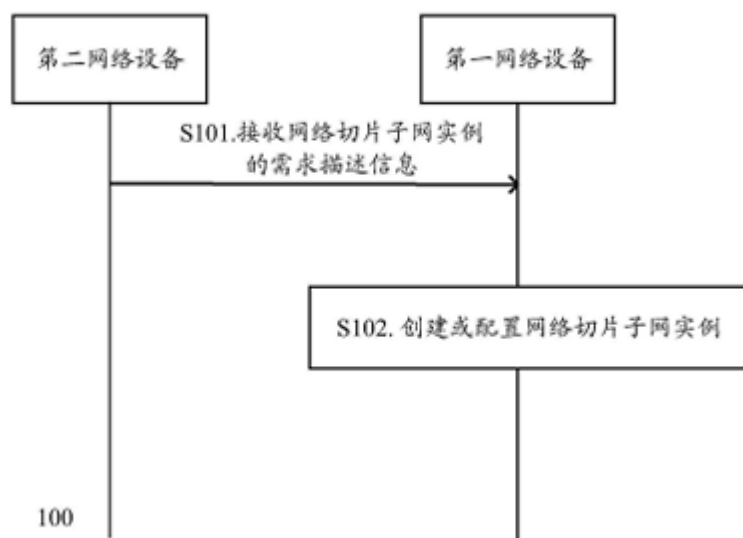 第二网络设备
第一网络设备
S101.接收网络切片子网实例
的需求描述信息
S102. 创建或配置网络切片子网实例
100